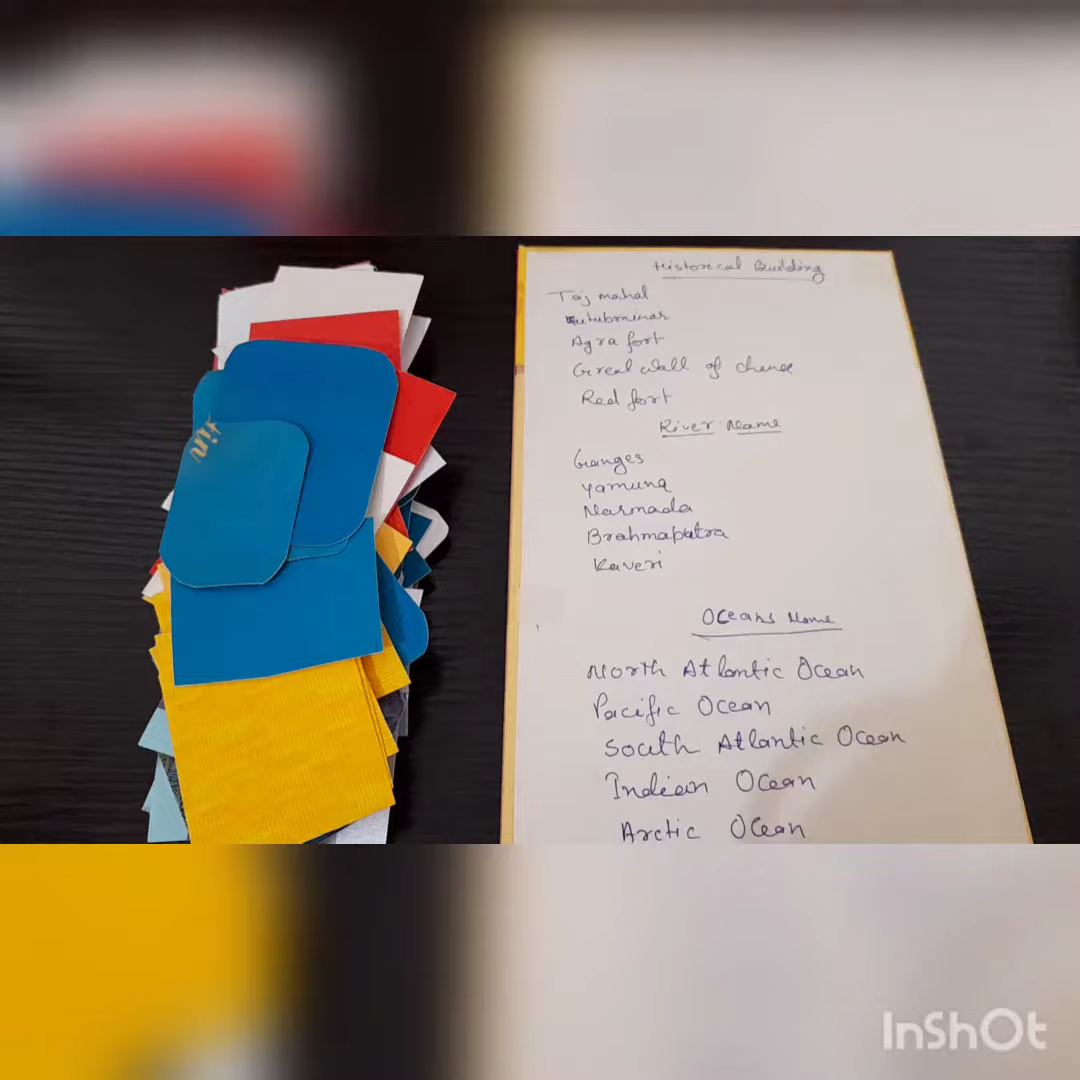 Historical Building
Taj mahal
Qutubminar
Agra fort
Great wall of china
Red fort
River Name
Ganges
Yamuna
Narmada
Brahmaputra
Kaveri
Oceans Name
North Atlantic Ocean
Pacific Ocean
South Atlantic Ocean
Indian Ocean
Arctic Ocean
InShOt